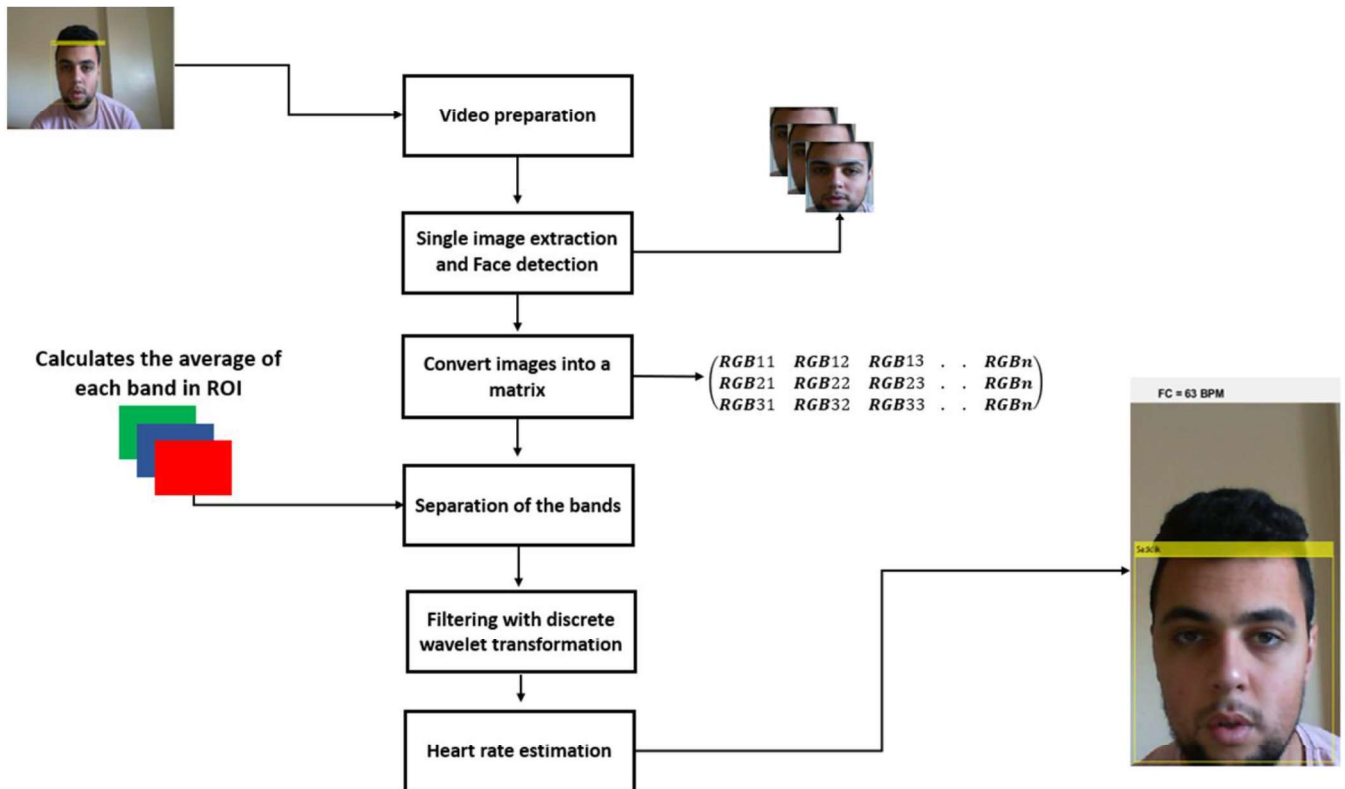 Video preparation
Single image extraction
and Face detection
Convert images into a
matrix
RGB11 RGB12 RGB13 . . RGBn
RGB21 RGB22 RGB23 . . RGBn
RGB31 RGB32 RGB33 . . RGBn
Calculates the average of
each band in ROI
Separation of the bands
Filtering with discrete
wavelet transformation
Heart rate estimation
FC = 63 BPM